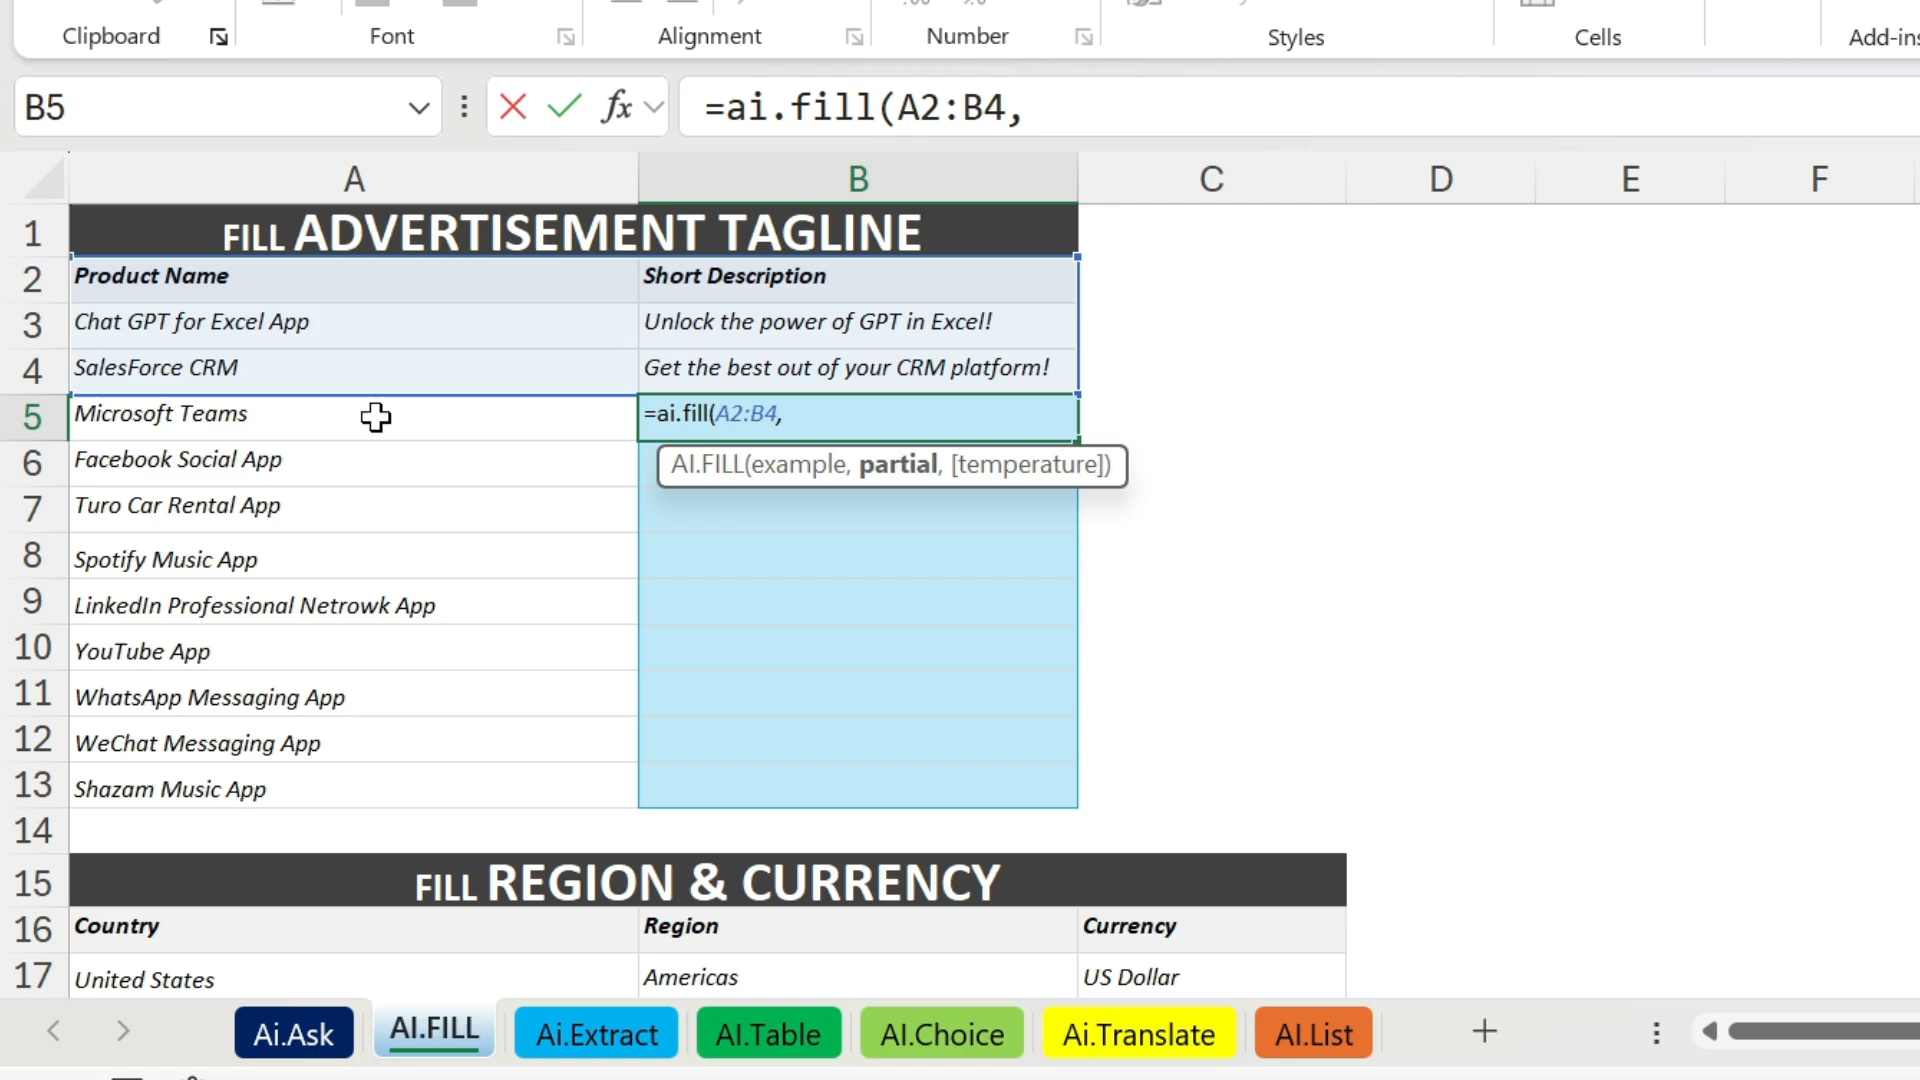 Clipboard Font Alignment Number Styles Cells Add-ins
B5 fx =ai.fill(A2:B4,
A B C D E F
1 FILL ADVERTISEMENT TAGLINE
2 Product Name Short Description
3 Chat GPT for Excel App Unlock the power of GPT in Excel!
4 SalesForce CRM Get the best out of your CRM platform!
5 Microsoft Teams =ai.fill(A2:B4,
6 Facebook Social App AI.FILL(example, partial, [temperature])
7 Turo Car Rental App
8 Spotify Music App
9 LinkedIn Professional Netrowk App
10 YouTube App
11 WhatsApp Messaging App
12 WeChat Messaging App
13 Shazam Music App
14
15 FILL REGION & CURRENCY
16 Country Region Currency
17 United States Americas US Dollar
Ai.Ask AI.FILL Ai.Extract AI.Table AI.Choice Ai.Translate AI.List